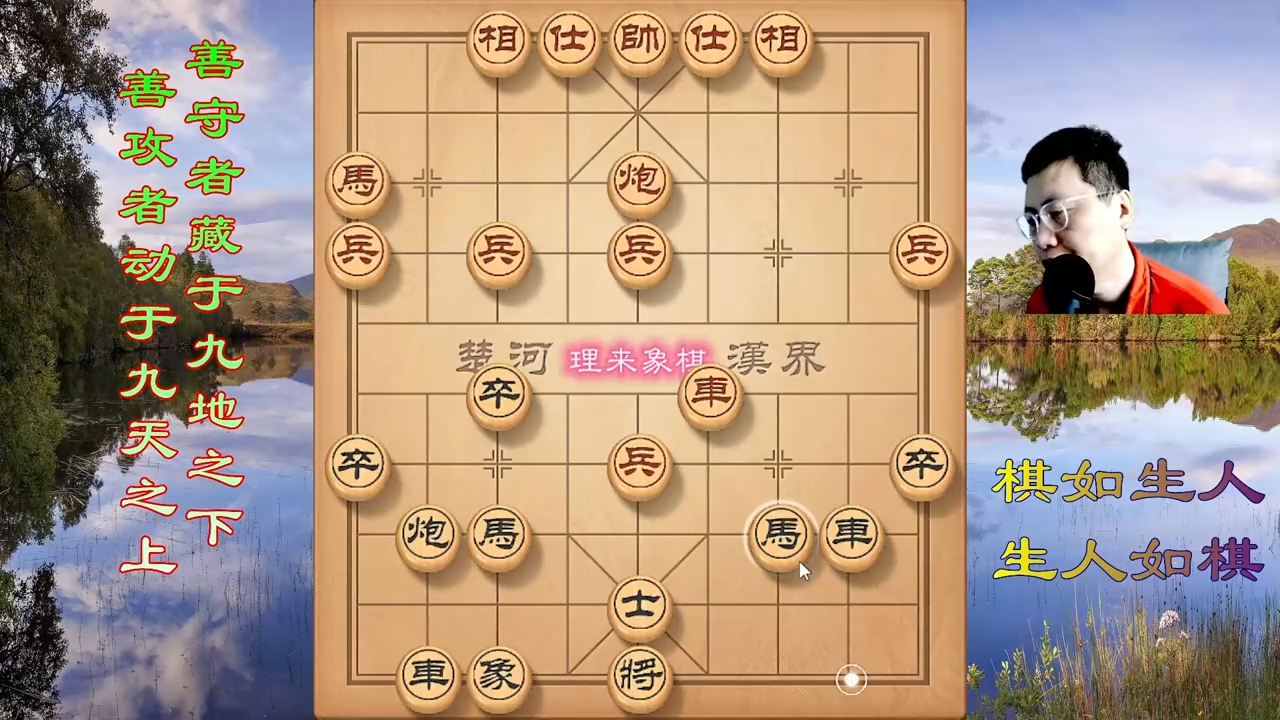 善守者藏于九地之下
善攻者动于九天之上
相仕帥仕相
馬炮
兵兵兵兵
楚河 理来象棋 漢界
卒車
卒兵卒
炮馬馬車
士
車象將
棋如生人
生人如棋